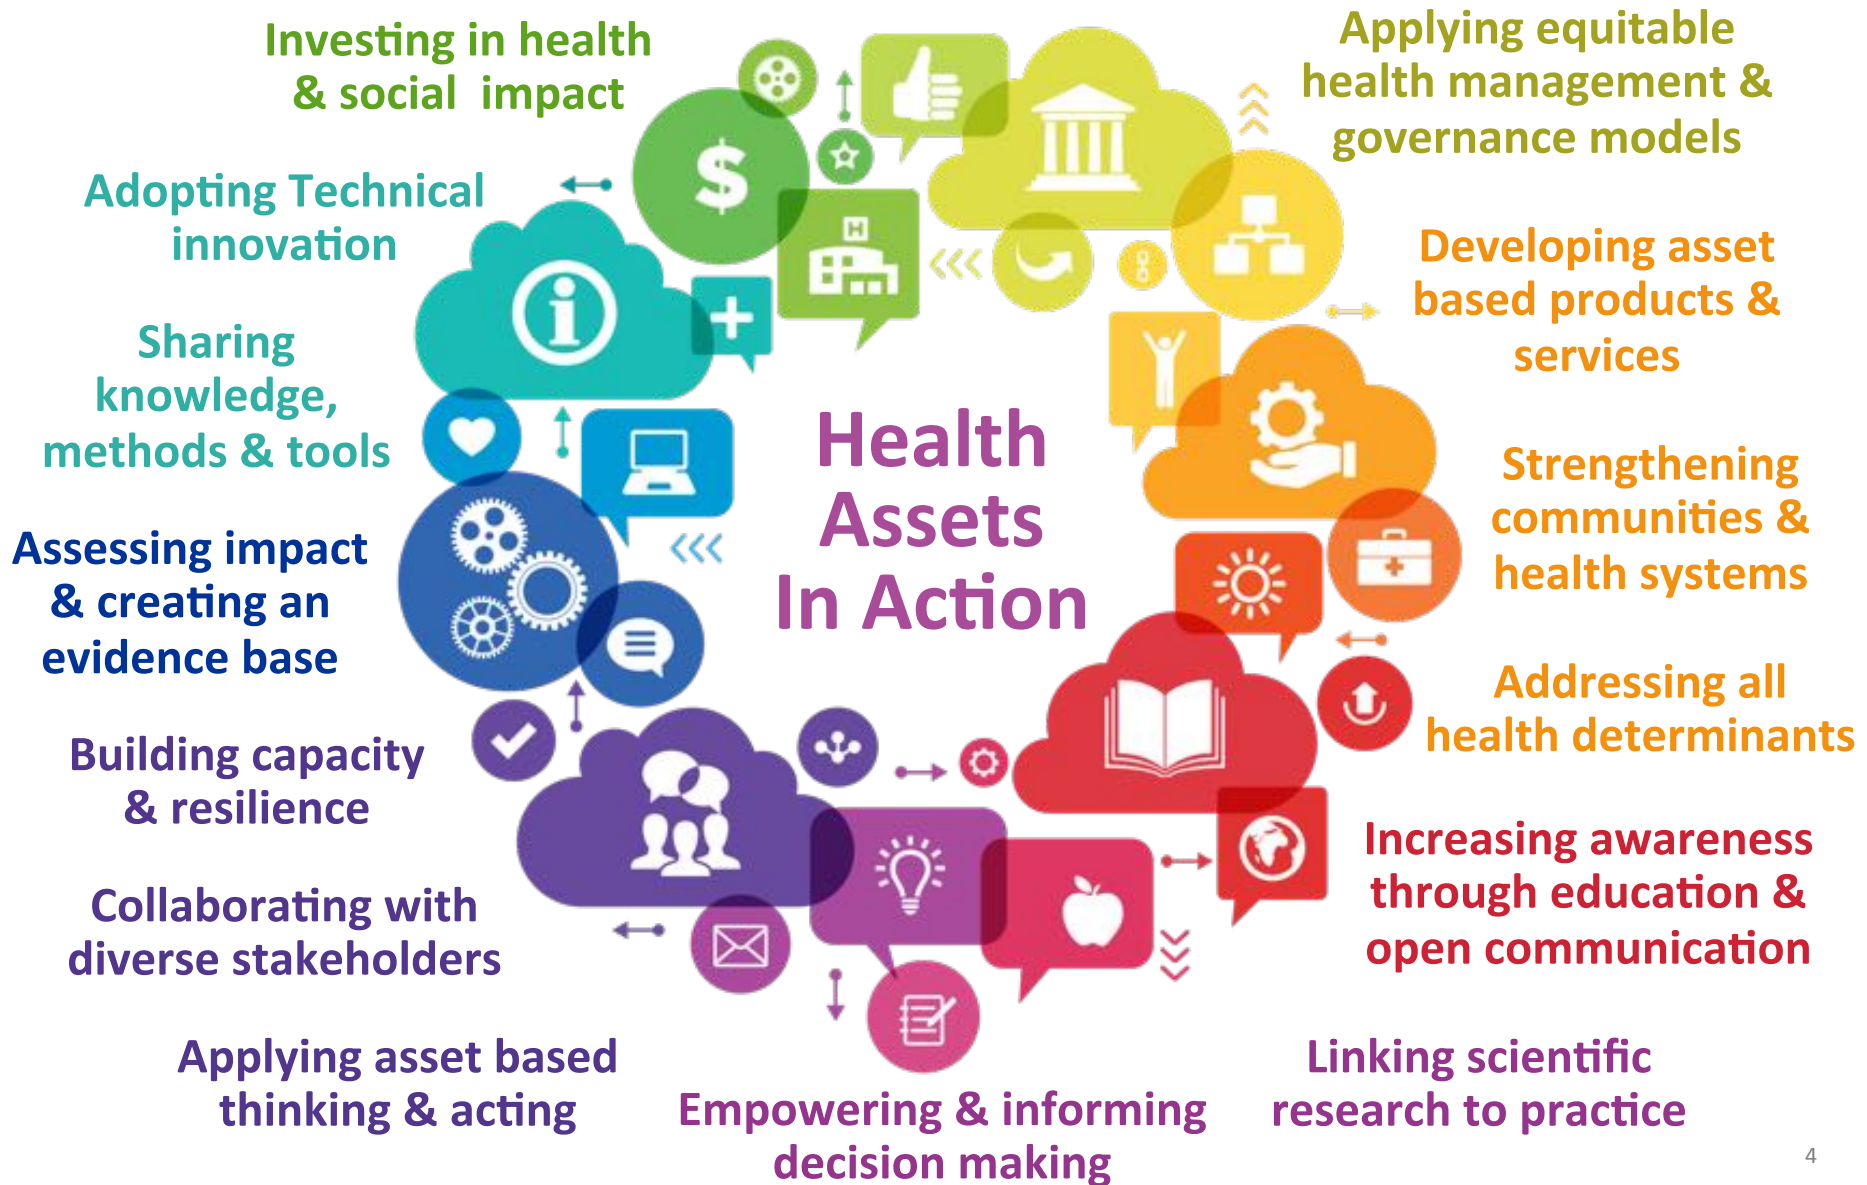 Investing in health
& social impact
Adopting Technical
innovation
Sharing
knowledge,
methods & tools
Assessing impact
& creating an
evidence base
Building capacity
& resilience
Collaborating with
diverse stakeholders
Applying asset based
thinking & acting
Health
Assets
In Action
H
$
i
Applying equitable
health management &
governance models
Developing asset
based products &
services
Strengthening
communities &
health systems
Addressing all
health determinants
Increasing awareness
through education &
open communication
Linking scientific
research to practice
Empowering & informing
decision making
4